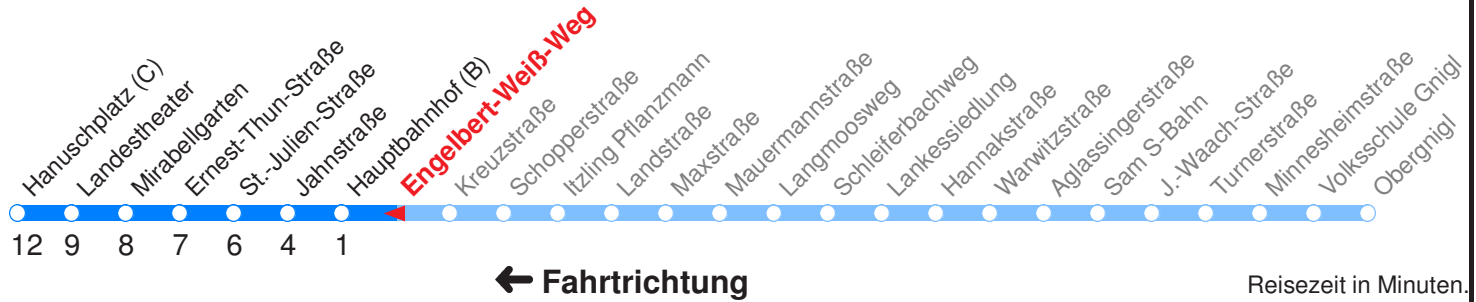 Hanuschplatz (C)
Landestheater
Mirabellgarten
Ernest-Thun-Straße
St.-Julien-Straße
Jahnstraße
Hauptbahnhof (B)
Engelbert-Weiß-Weg
Kreuzstraße
Schopperstraße
Itzling Pflanzmann
Landstraße
Maxstraße
Mauermannstraße
Langmoosweg
Schleiferbachweg
Lankessiedlung
Hannakstraße
Warwitzstraße
Aglassingerstraße
Sam S-Bahn
J.-Waach-Straße
Turnerstraße
Minnesheimstraße
Volksschule Gnigl
Obergnigl
12 9 8 7 6 4 1
← Fahrtrichtung
Reisezeit in Minuten.